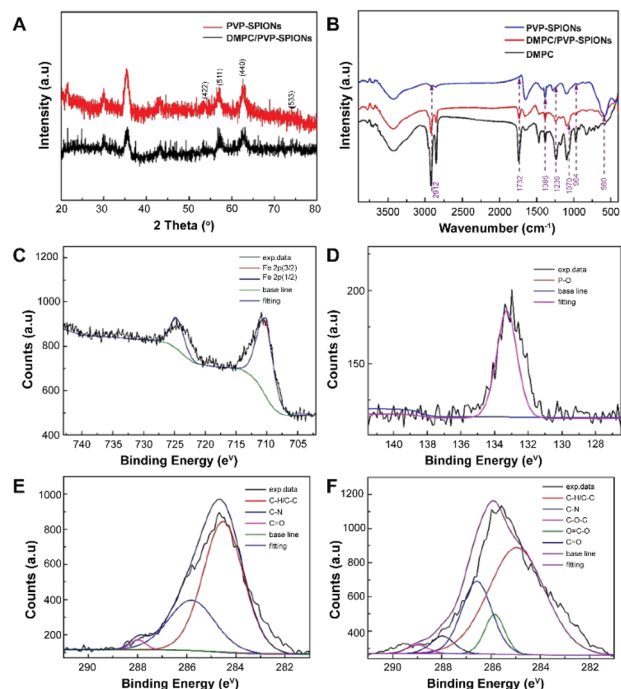 A
PVP-SPIONs
DMPC/PVP-SPIONs
(422)
(511)
(440)
(533)
Intensity (a.u)
20 30 40 50 60 70 80
2 Theta (°)
B
PVP-SPIONs
DMPC/PVP-SPIONs
DMPC
Intensity (a.u)
2912
1732
1385
1239
1070
964
580
3500 3000 2500 2000 1500 1000 400
Wavenumber (cm-1)
C
1200
1000
800
600
400
Counts (a.u)
exp.data
Fe 2p(3/2)
Fe 2p(1/2)
base line
fitting
740 735 730 725 720 715 710 705
Binding Energy (eV)
D
200
150
100
Counts (a.u)
exp.data
P-O
base line
fitting
140 138 136 134 132 130 128
Binding Energy (eV)
E
1000
800
600
400
200
Counts (a.u)
exp.data
C-H/C-C
C-N
C=O
base line
fitting
290 288 286 284 282
Binding Energy (eV)
F
1200
1000
800
600
400
Counts (a.u)
exp.data
C-H/C-C
C-N
C-O-C
O=C-O
C=O
base line
fitting
290 288 286 284 282
Binding Energy (eV)